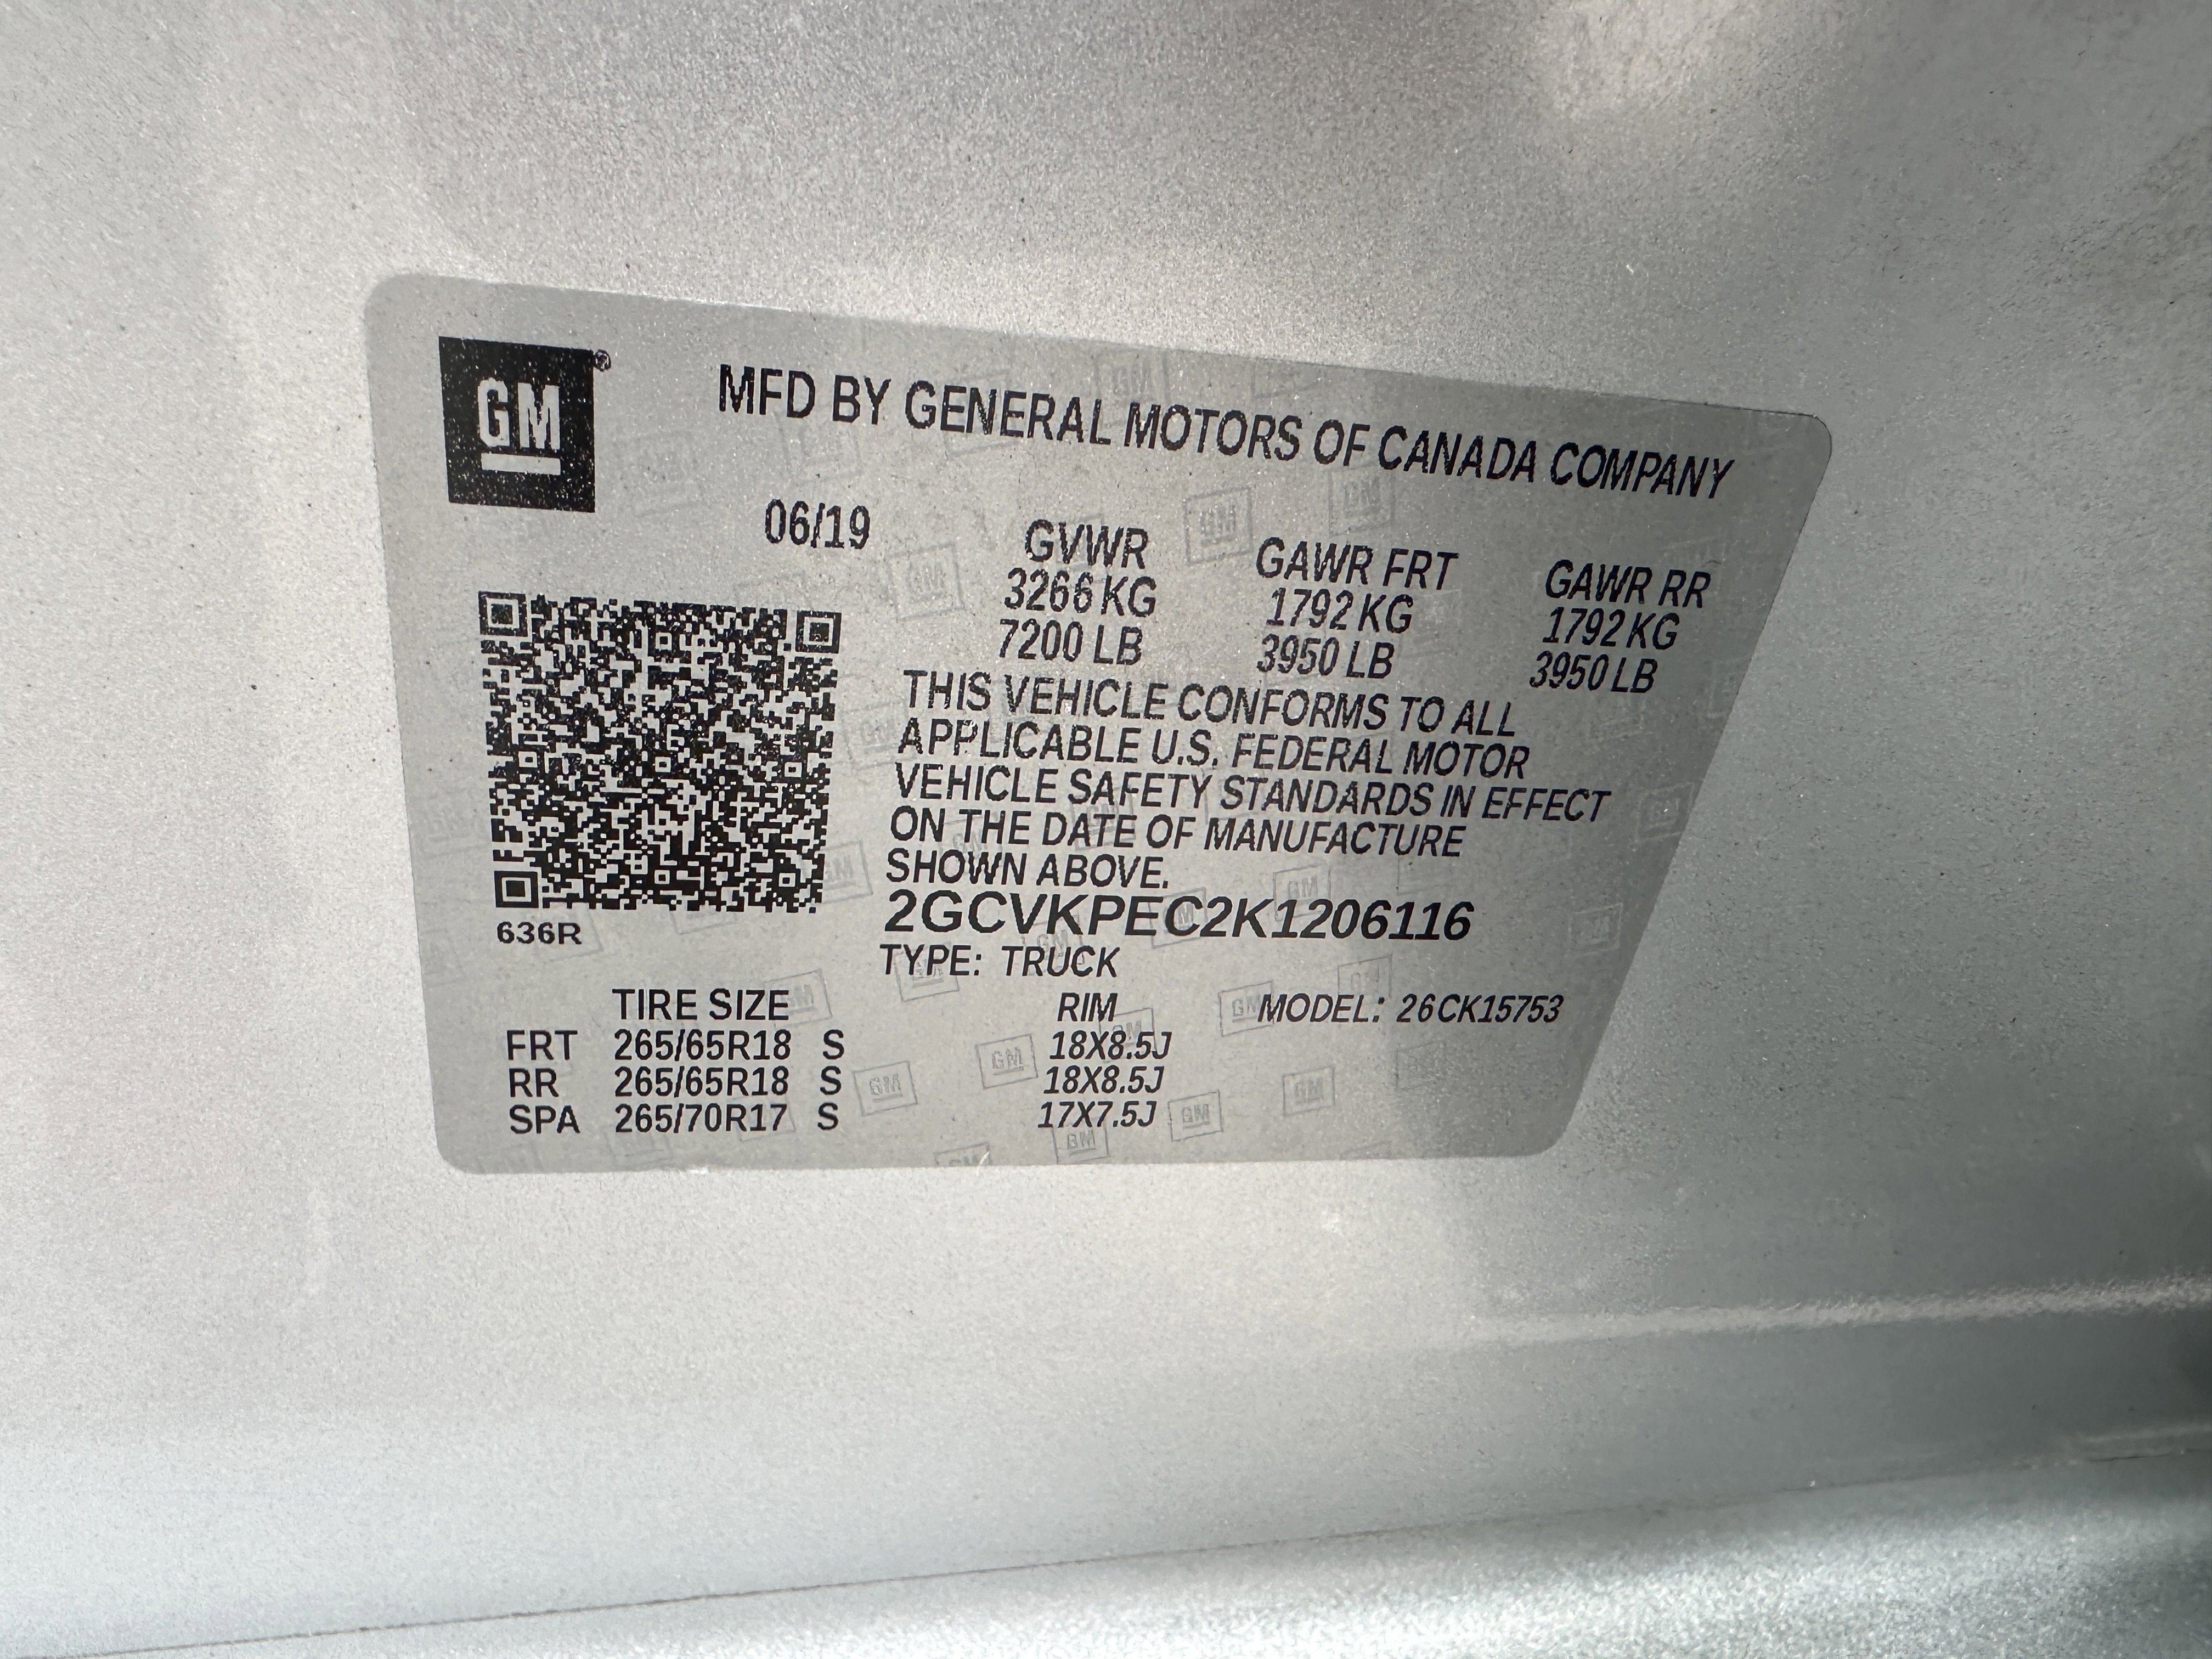 GM®
MFD BY GENERAL MOTORS OF CANADA COMPANY
06/19
GVWR GAWR FRT GAWR RR
3266 KG 1792 KG 1792 KG
7200 LB 3950 LB 3950 LB
THIS VEHICLE CONFORMS TO ALL
APPLICABLE U.S. FEDERAL MOTOR
VEHICLE SAFETY STANDARDS IN EFFECT
ON THE DATE OF MANUFACTURE
SHOWN ABOVE.
2GCVKPEC2K1206116
636R
TYPE: TRUCK
TIRE SIZE RIM MODEL: 26CK15753
FRT 265/65R18 S 18X8.5J
RR 265/65R18 S 18X8.5J
SPA 265/70R17 S 17X7.5J